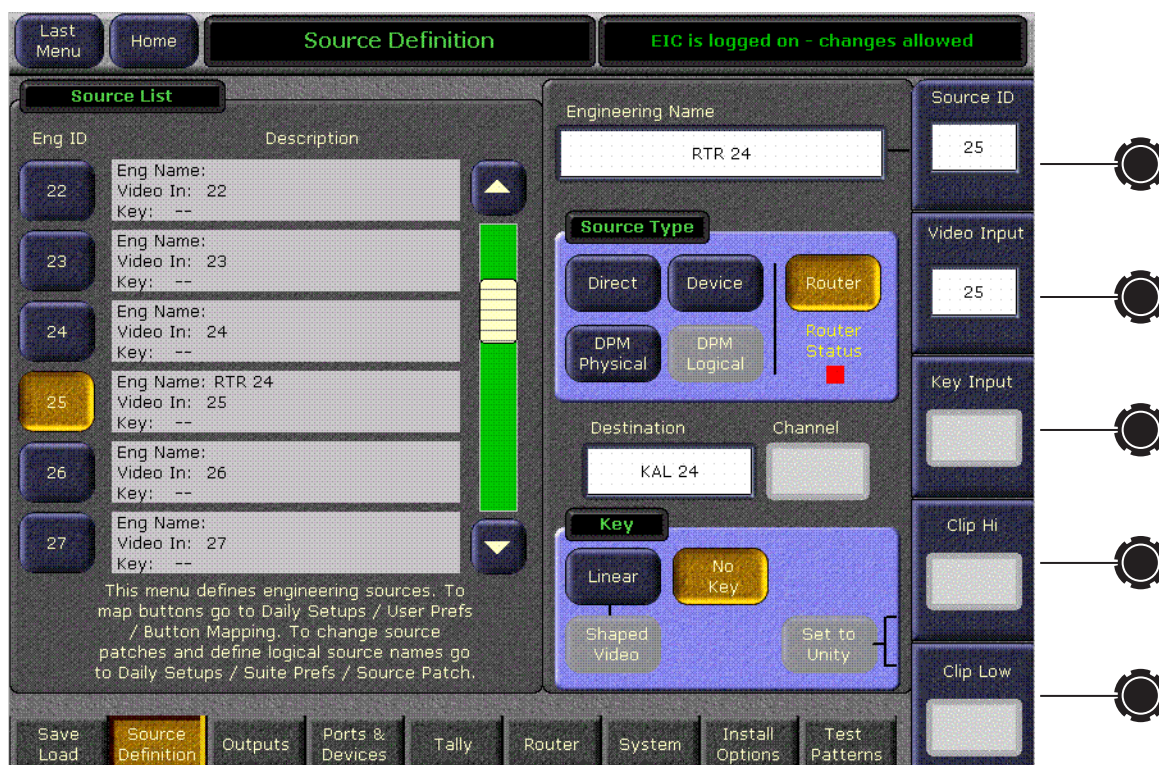 Last
Menu
Home
Source Definition
EIC is logged on - changes allowed
Source List
Eng ID
Description
22
Eng Name:
Video In: 22
Key: --
23
Eng Name:
Video In: 23
Key: --
24
Eng Name:
Video In: 24
Key: --
25
Eng Name: RTR 24
Video In: 25
Key: --
26
Eng Name:
Video In: 26
Key: --
27
Eng Name:
Video In: 27
Key: --
This menu defines engineering sources. To
map buttons go to Daily Setups / User Prefs
/ Button Mapping. To change source
patches and define logical source names go
to Daily Setups / Suite Prefs / Source Patch.
Engineering Name
RTR 24
Source Type
Direct
Device
Router
DPM
Physical
DPM
Logical
Router
Status
Destination
Channel
KAL 24
Key
Linear
No
Key
Shaped
Video
Set to
Unity
Source ID
25
Video Input
25
Key Input
Clip Hi
Clip Low
Save
Load
Source
Definition
Outputs
Ports &
Devices
Tally
Router
System
Install
Options
Test
Patterns